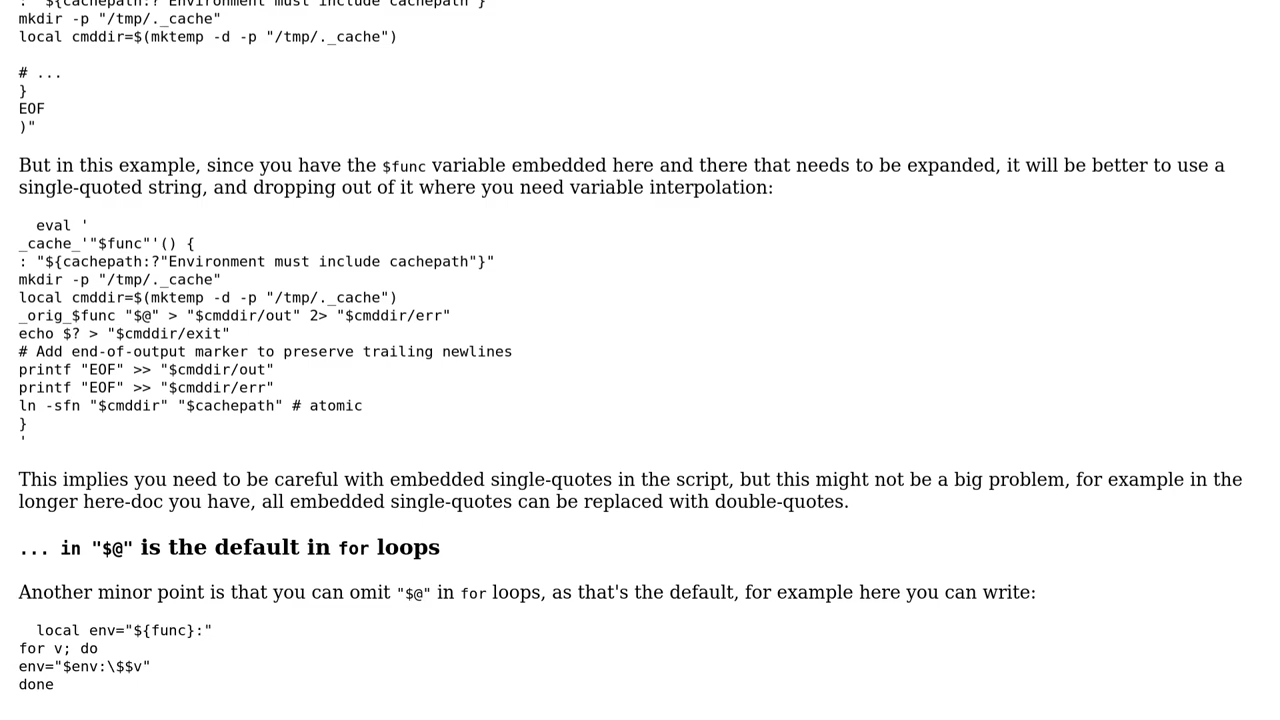 : "${cachepath:?"Environment must include cachepath"}"
mkdir -p "/tmp/._cache"
local cmddir=$(mktemp -d -p "/tmp/._cache")
# ...
}
EOF
)"
But in this example, since you have the $func variable embedded here and there that needs to be expanded, it will be better to use a
single-quoted string, and dropping out of it where you need variable interpolation:
eval '
_cache_'"$func"'() {
: "${cachepath:?"Environment must include cachepath"}"
mkdir -p "/tmp/._cache"
local cmddir=$(mktemp -d -p "/tmp/._cache")
_orig_$func "$@" > "$cmddir/out" 2> "$cmddir/err"
echo $? > "$cmddir/exit"
# Add end-of-output marker to preserve trailing newlines
printf "EOF" >> "$cmddir/out"
printf "EOF" >> "$cmddir/err"
ln -sfn "$cmddir" "$cachepath" # atomic
}
'
This implies you need to be careful with embedded single-quotes in the script, but this might not be a big problem, for example in the
longer here-doc you have, all embedded single-quotes can be replaced with double-quotes.
... in "$@" is the default in for loops
Another minor point is that you can omit "$@" in for loops, as that's the default, for example here you can write:
local env="${func}:"
for v; do
env="$env:\$$v"
done